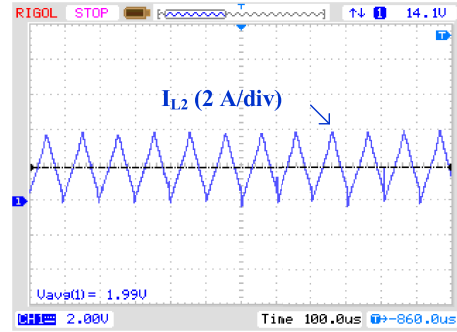 RIGOL STOP T ↑↓ 1 14.1V
T
I_L2 (2 A/div)
1
Vavg(1)= 1.99V
CH1 2.00V Time 100.0us T→-860.0us